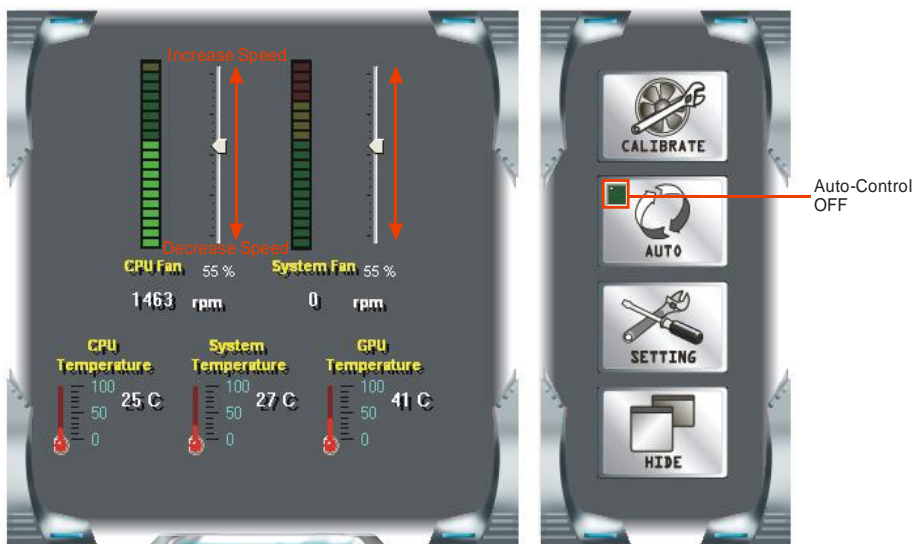 Increase Speed
Decrease Speed
CPU Fan 55 % System Fan 55 %
1463 rpm 0 rpm
CPU Temperature
System Temperature
GPU Temperature
100 50 0 25 C
100 50 0 27 C
100 50 0 41 C
CALIBRATE
AUTO
SETTING
HIDE
Auto-Control
OFF